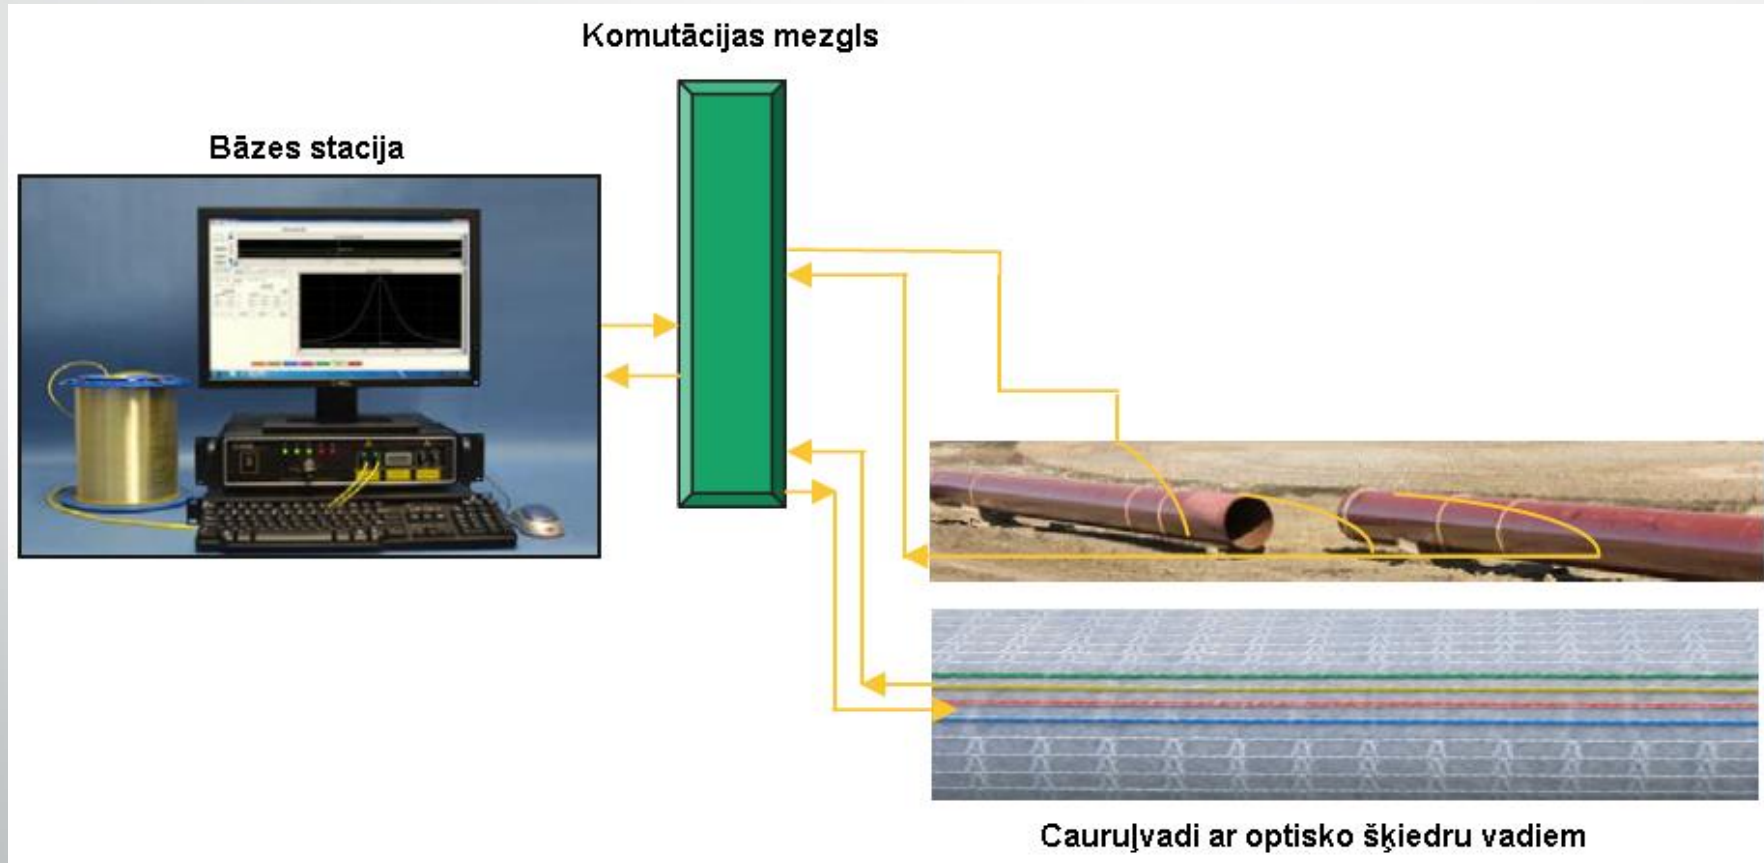 Komutācijas mezgls
Bāzes stacija
Cauruļvadi ar optisko šķiedru vadiem